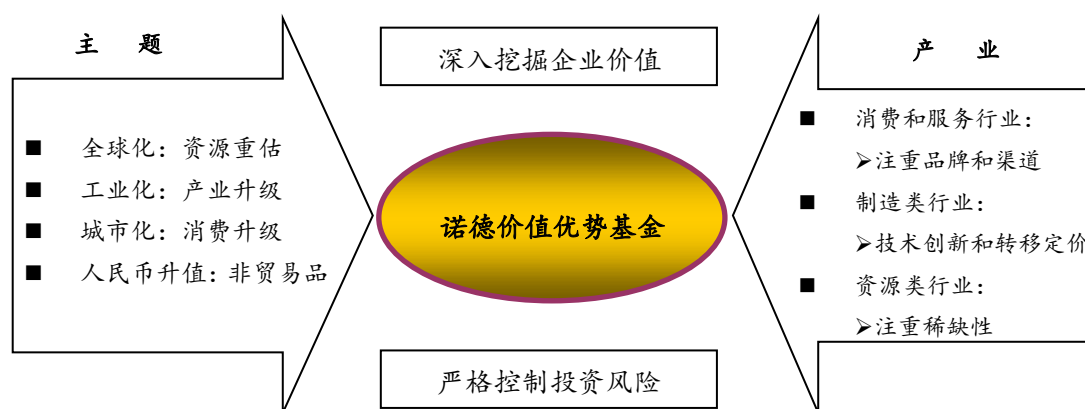 主 题
■ 全球化：资源重估
■ 工业化：产业升级
■ 城市化：消费升级
■ 人民币升值：非贸易品
深入挖掘企业价值
诺德价值优势基金
严格控制投资风险
产 业
■ 消费和服务行业：
➢注重品牌和渠道
■ 制造类行业：
➢技术创新和转移定价
■ 资源类行业：
➢注重稀缺性